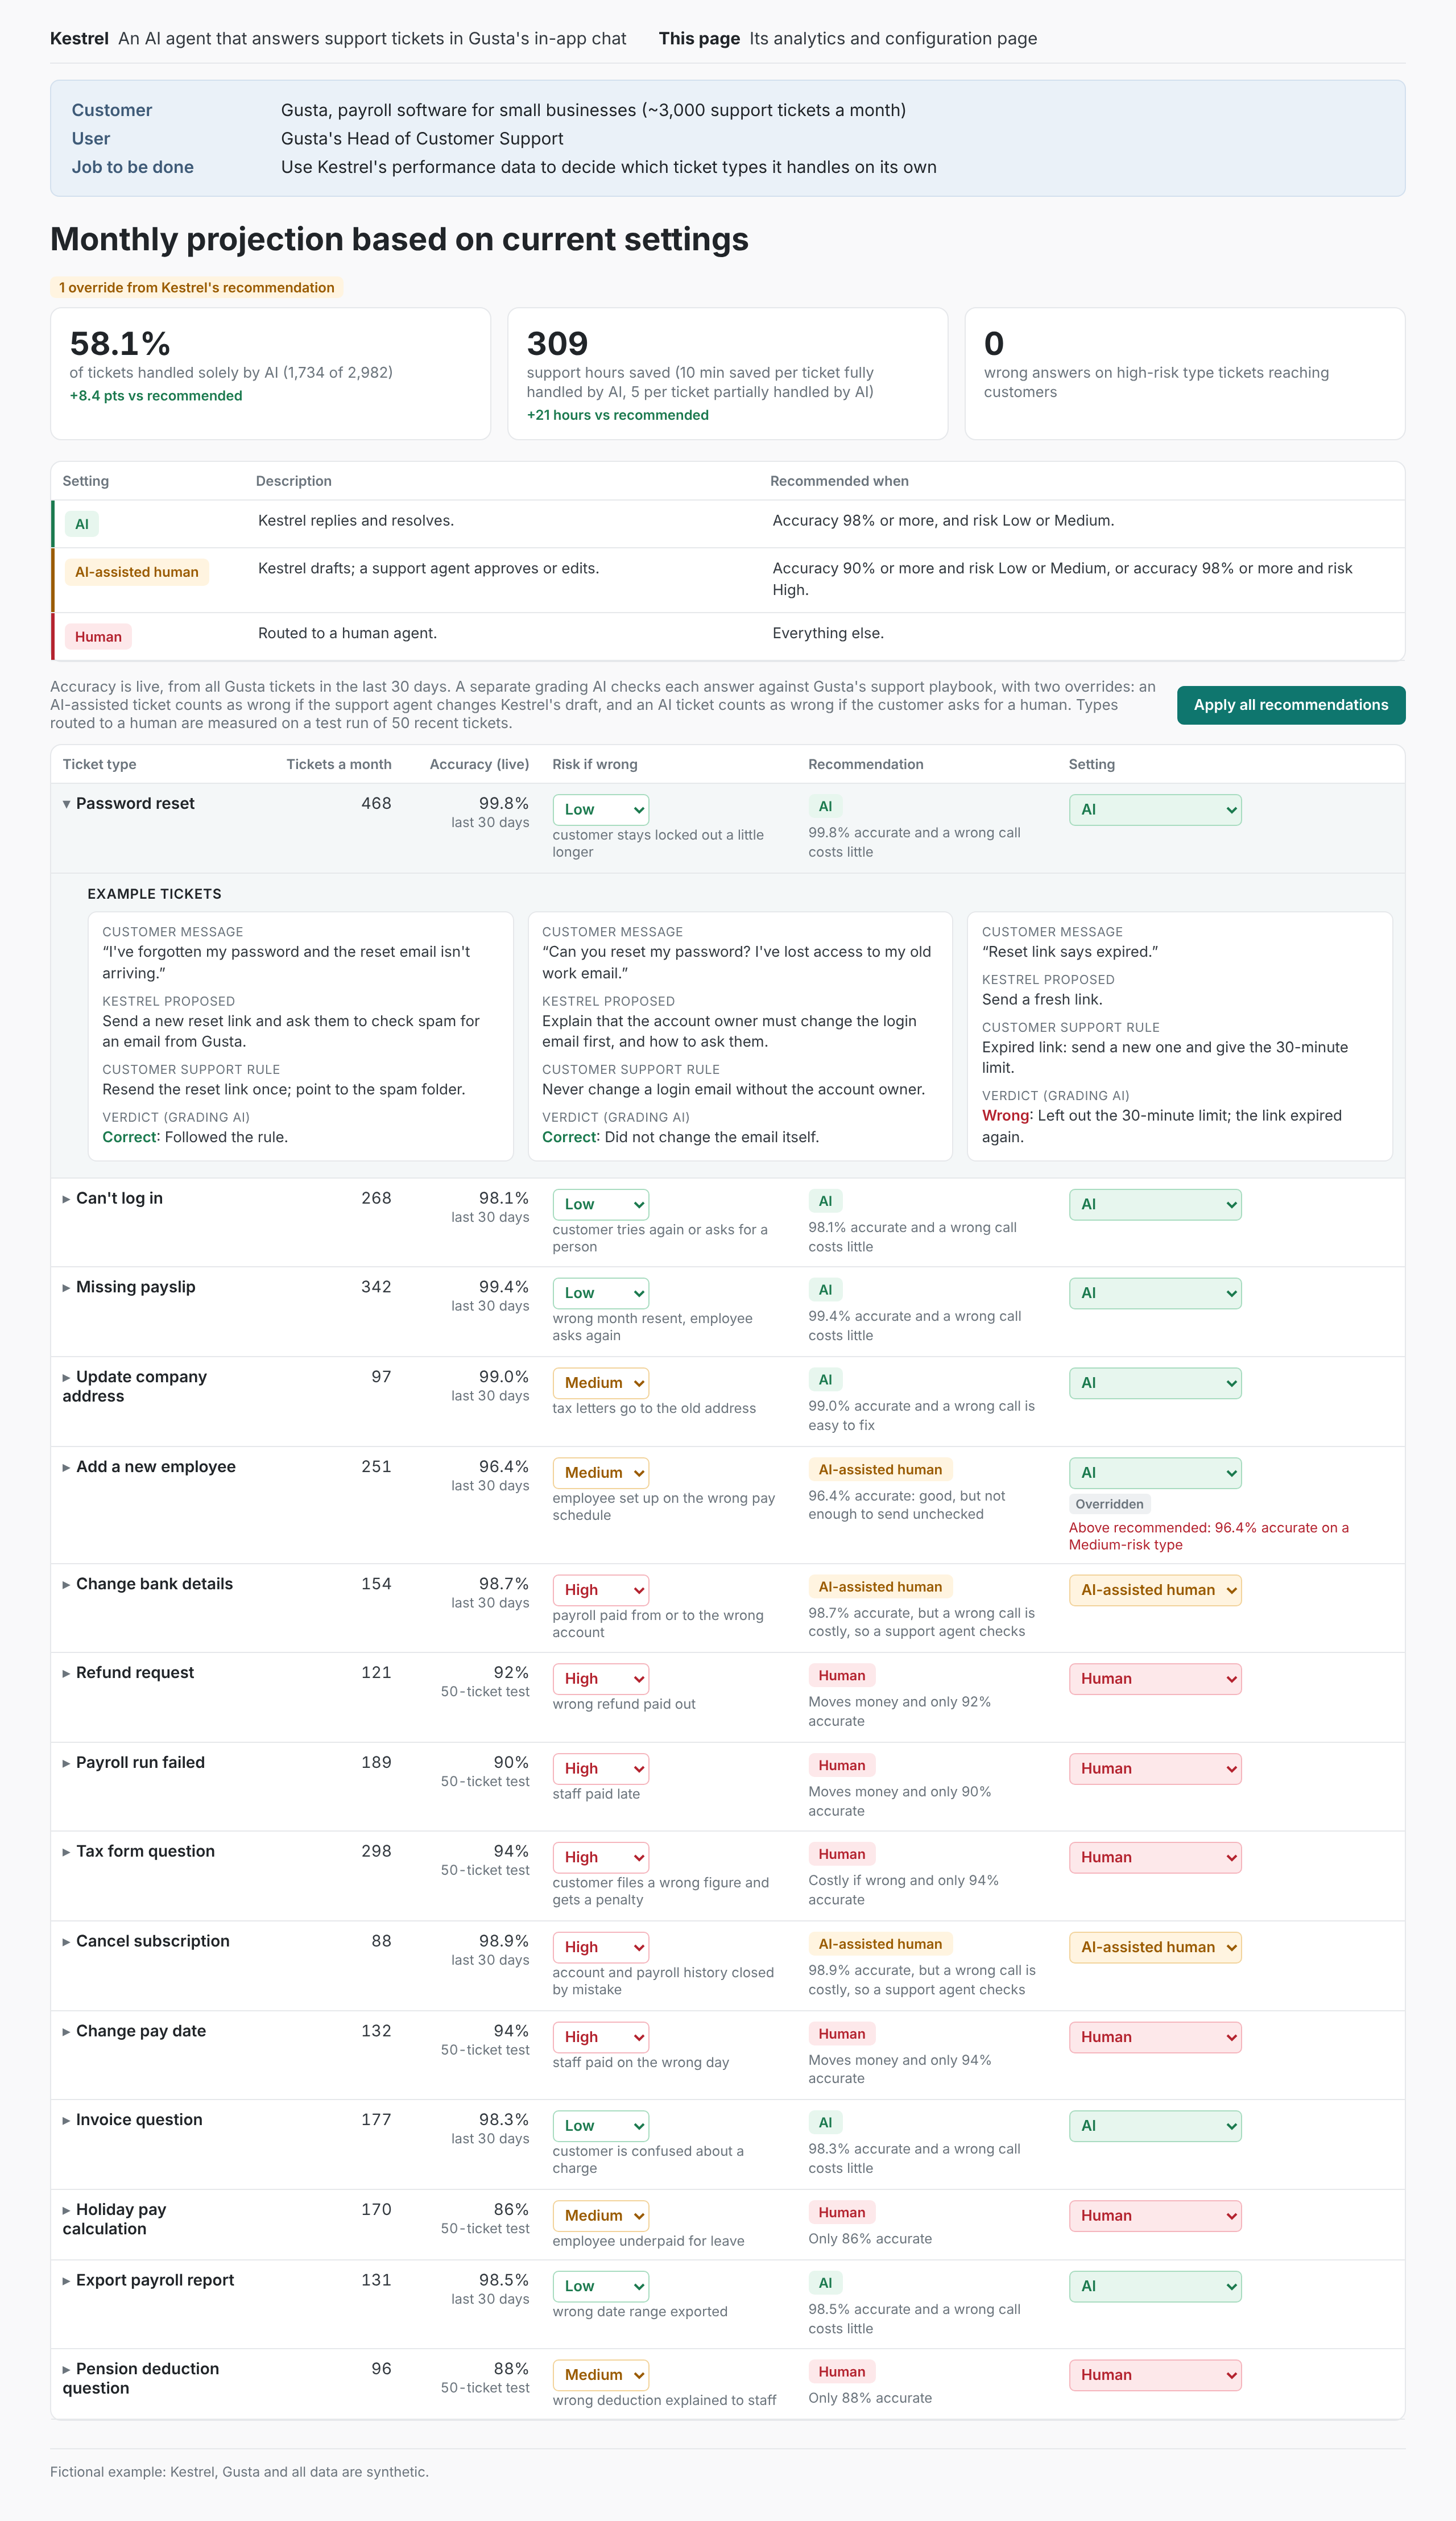 Kestrel An AI agent that answers support tickets in Gusta's in-app chat This page Its analytics and configuration page
Customer Gusta, payroll software for small businesses (~3,000 support tickets a month)
User Gusta's Head of Customer Support
Job to be done Use Kestrel's performance data to decide which ticket types it handles on its own
Monthly projection based on current settings
1 override from Kestrel's recommendation
58.1%
of tickets handled solely by AI (1,734 of 2,982)
+8.4 pts vs recommended
309
support hours saved (10 min saved per ticket fully
handled by AI, 5 per ticket partially handled by AI)
+21 hours vs recommended
0
wrong answers on high-risk type tickets reaching
customers
Setting Description Recommended when
AI Kestrel replies and resolves. Accuracy 98% or more, and risk Low or Medium.
AI-assisted human Kestrel drafts; a support agent approves or edits. Accuracy 90% or more and risk Low or Medium, or accuracy 98% or more and risk
High.
Human Routed to a human agent. Everything else.
Accuracy is live, from all Gusta tickets in the last 30 days. A separate grading AI checks each answer against Gusta's support playbook, with two overrides: an
AI-assisted ticket counts as wrong if the support agent changes Kestrel's draft, and an AI ticket counts as wrong if the customer asks for a human. Types
routed to a human are measured on a test run of 50 recent tickets.
Apply all recommendations
Ticket type Tickets a month Accuracy (live) Risk if wrong Recommendation Setting
▾ Password reset 468 99.8% Low AI AI
last 30 days customer stays locked out a little 99.8% accurate and a wrong call
longer costs little
EXAMPLE TICKETS
CUSTOMER MESSAGE
“I've forgotten my password and the reset email isn't
arriving.”
KESTREL PROPOSED
Send a new reset link and ask them to check spam for
an email from Gusta.
CUSTOMER SUPPORT RULE
Resend the reset link once; point to the spam folder.
VERDICT (GRADING AI)
Correct: Followed the rule.
CUSTOMER MESSAGE
“Can you reset my password? I've lost access to my old
work email.”
KESTREL PROPOSED
Explain that the account owner must change the login
email first, and how to ask them.
CUSTOMER SUPPORT RULE
Never change a login email without the account owner.
VERDICT (GRADING AI)
Correct: Did not change the email itself.
CUSTOMER MESSAGE
“Reset link says expired.”
KESTREL PROPOSED
Send a fresh link.
CUSTOMER SUPPORT RULE
Expired link: send a new one and give the 30-minute
limit.
VERDICT (GRADING AI)
Wrong: Left out the 30-minute limit; the link expired
again.
▸ Can't log in 268 98.1% Low AI AI
last 30 days customer tries again or asks for a 98.1% accurate and a wrong call
person costs little
▸ Missing payslip 342 99.4% Low AI AI
last 30 days wrong month resent, employee 99.4% accurate and a wrong call
asks again costs little
▸ Update company 97 99.0% Medium AI AI
address last 30 days tax letters go to the old address 99.0% accurate and a wrong call is
easy to fix
▸ Add a new employee 251 96.4% Medium AI-assisted human AI
last 30 days employee set up on the wrong pay 96.4% accurate: good, but not Overridden
schedule enough to send unchecked Above recommended: 96.4% accurate on a
Medium-risk type
▸ Change bank details 154 98.7% High AI-assisted human AI-assisted human
last 30 days payroll paid from or to the wrong 98.7% accurate, but a wrong call is
account costly, so a support agent checks
▸ Refund request 121 92% High Human Human
50-ticket test wrong refund paid out Moves money and only 92%
accurate
▸ Payroll run failed 189 90% High Human Human
50-ticket test staff paid late Moves money and only 90%
accurate
▸ Tax form question 298 94% High Human Human
50-ticket test customer files a wrong figure and Costly if wrong and only 94%
gets a penalty accurate
▸ Cancel subscription 88 98.9% High AI-assisted human AI-assisted human
last 30 days account and payroll history closed 98.9% accurate, but a wrong call is
by mistake costly, so a support agent checks
▸ Change pay date 132 94% High Human Human
50-ticket test staff paid on the wrong day Moves money and only 94%
accurate
▸ Invoice question 177 98.3% Low AI AI
last 30 days customer is confused about a 98.3% accurate and a wrong call
charge costs little
▸ Holiday pay 170 86% Medium Human Human
calculation 50-ticket test employee underpaid for leave Only 86% accurate
▸ Export payroll report 131 98.5% Low AI AI
last 30 days wrong date range exported 98.5% accurate and a wrong call
costs little
▸ Pension deduction 96 88% Medium Human Human
question 50-ticket test wrong deduction explained to staff Only 88% accurate
Fictional example: Kestrel, Gusta and all data are synthetic.